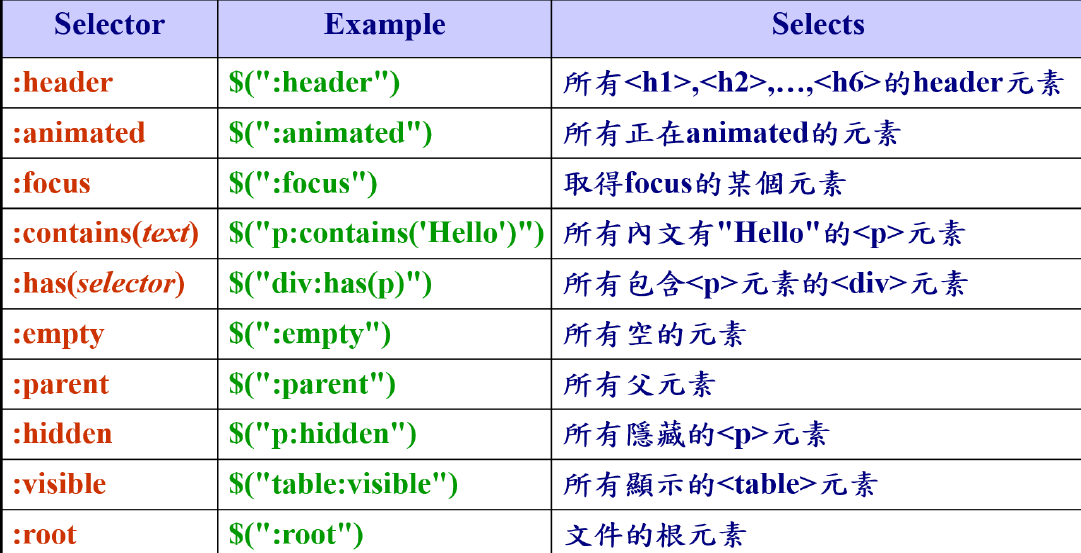 Selector Example Selects
:header $(":header") 所有<h1>,<h2>,…,<h6>的header元素
:animated $(":animated") 所有正在animated的元素
:focus $(":focus") 取得focus的某個元素
:contains(text) $("p:contains('Hello')") 所有內文有"Hello"的<p>元素
:has(selector) $("div:has(p)") 所有包含<p>元素的<div>元素
:empty $(":empty") 所有空的元素
:parent $(":parent") 所有父元素
:hidden $("p:hidden") 所有隱藏的<p>元素
:visible $("table:visible") 所有顯示的<table>元素
:root $(":root") 文件的根元素